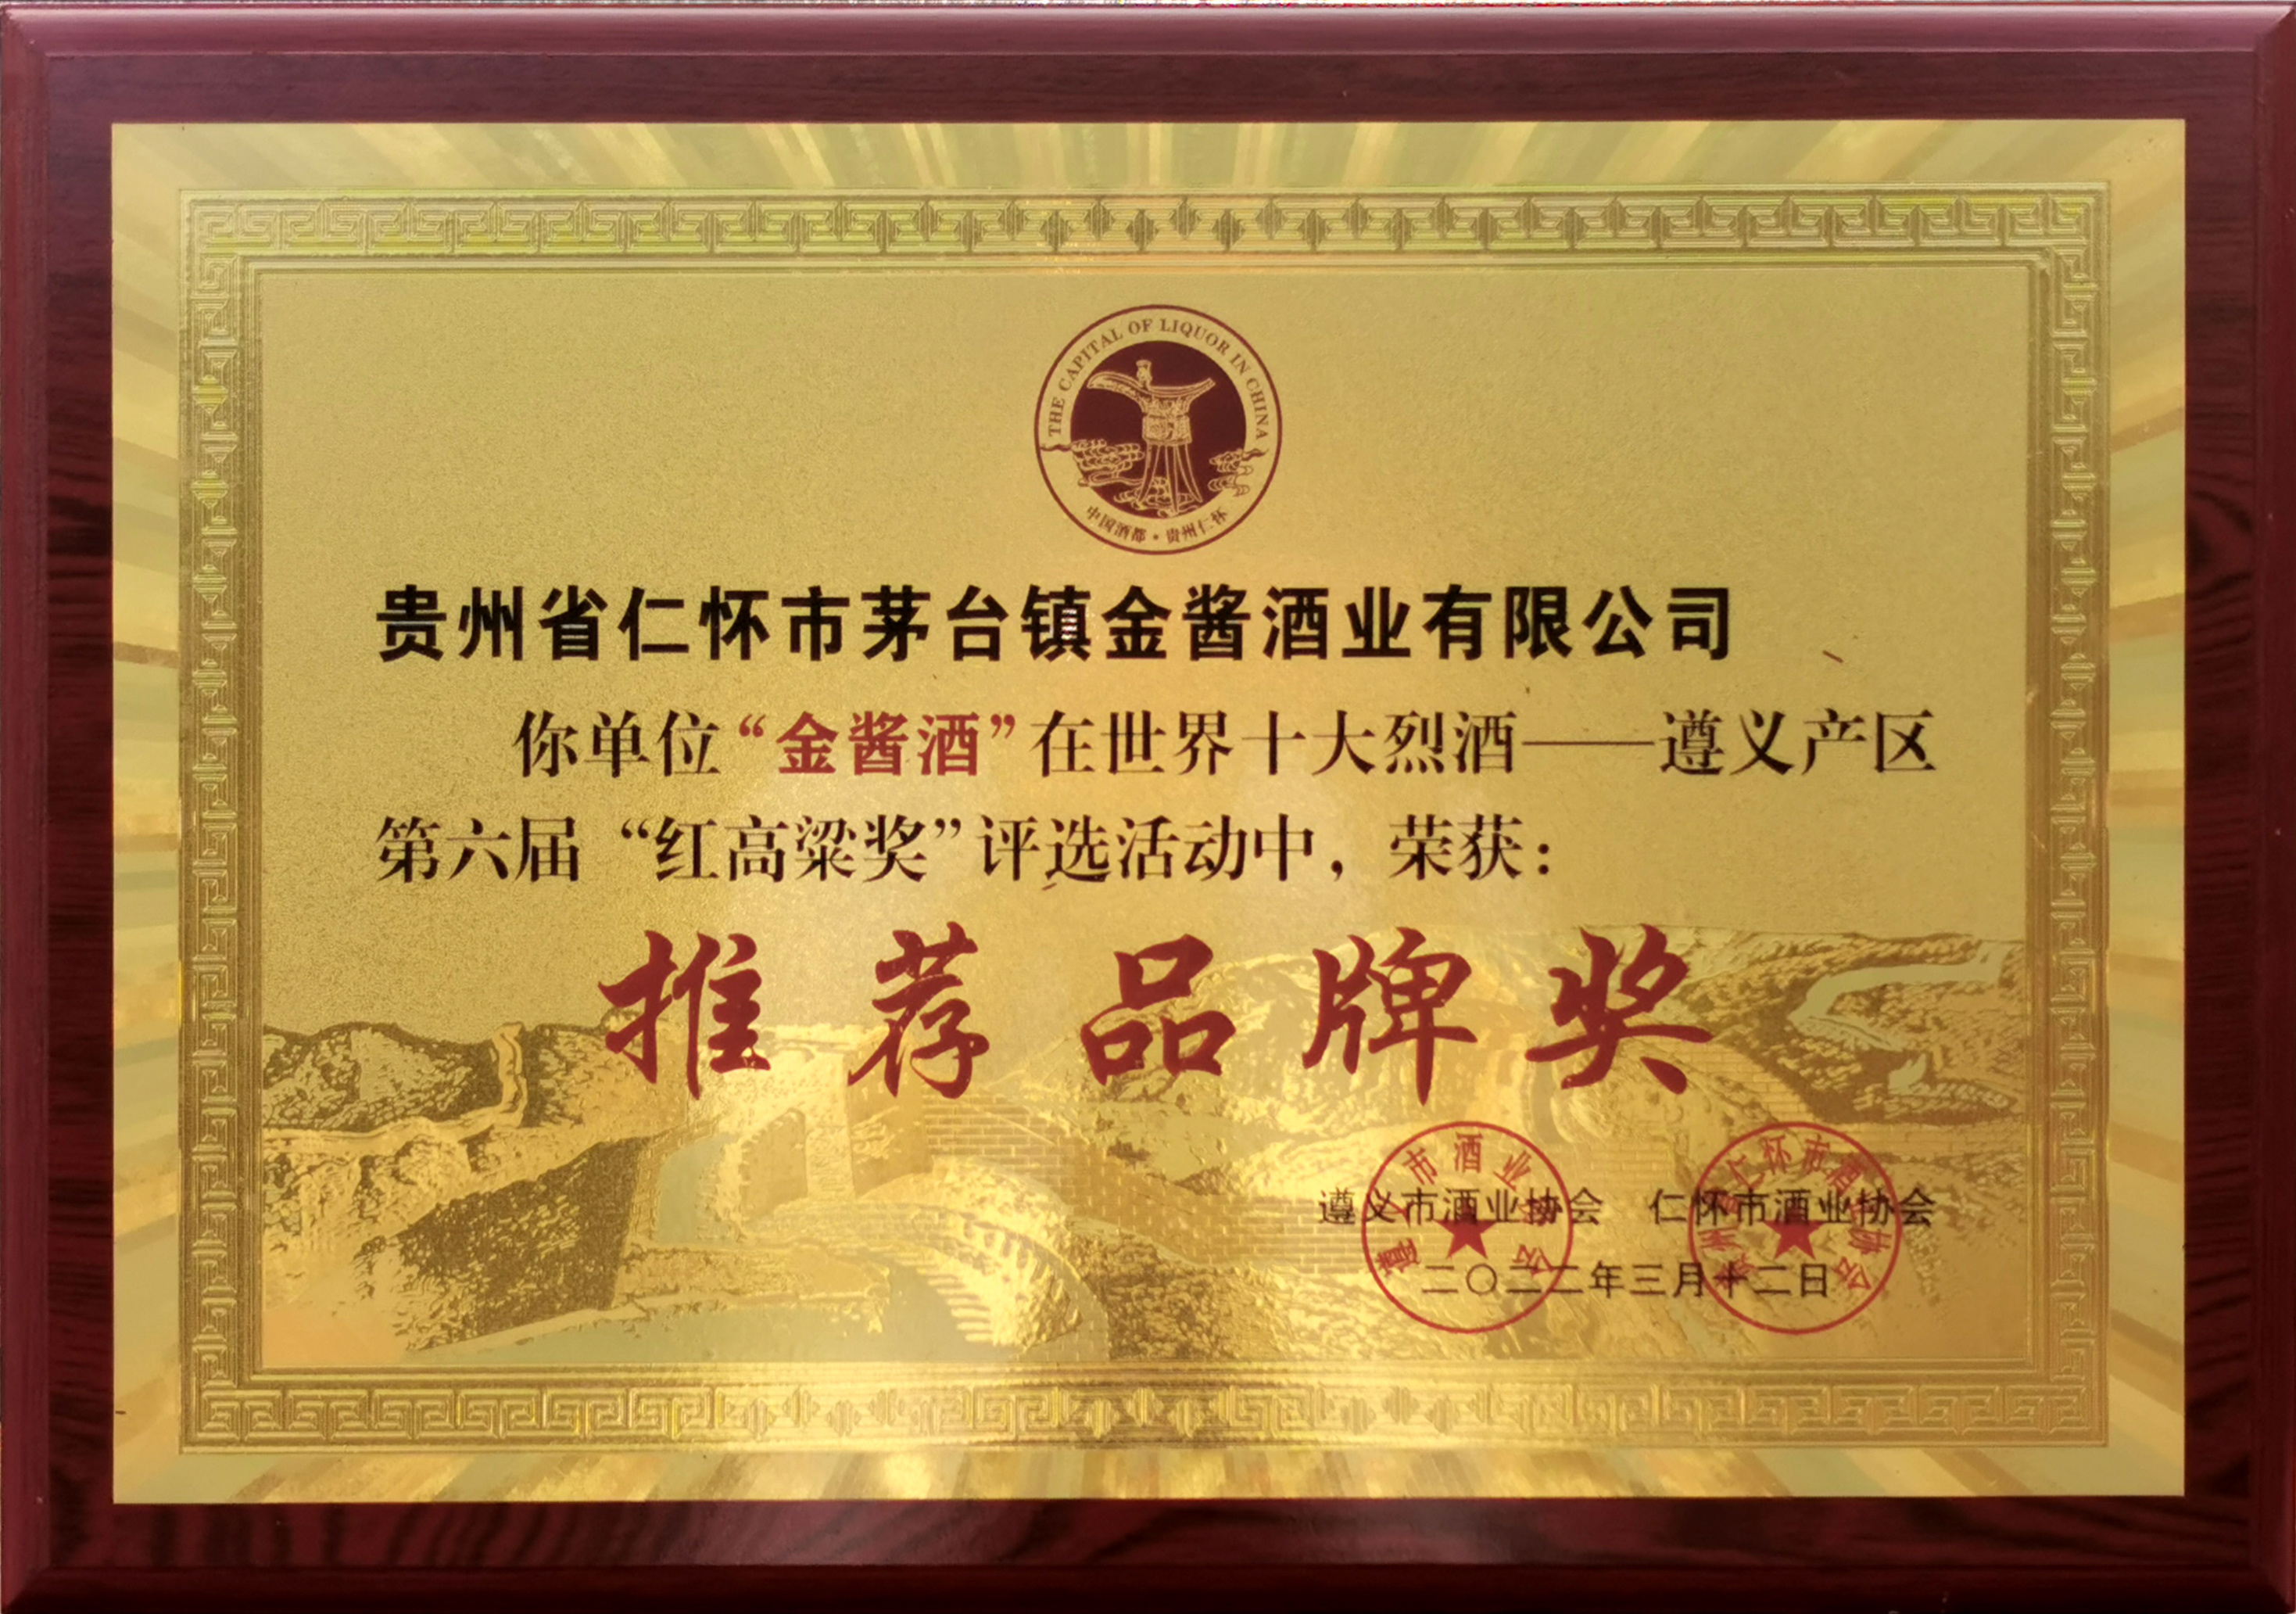 THE CAPITAL OF LIQUOR IN CHINA
中国酒都·贵州仁怀
贵州省仁怀市茅台镇金酱酒业有限公司
你单位“金酱酒”在世界十大烈酒——遵义产区
第六届“红高粱奖”评选活动中，荣获：
推荐品牌奖
遵义市酒业协会 仁怀市酒业协会
二〇二二年三月十二日